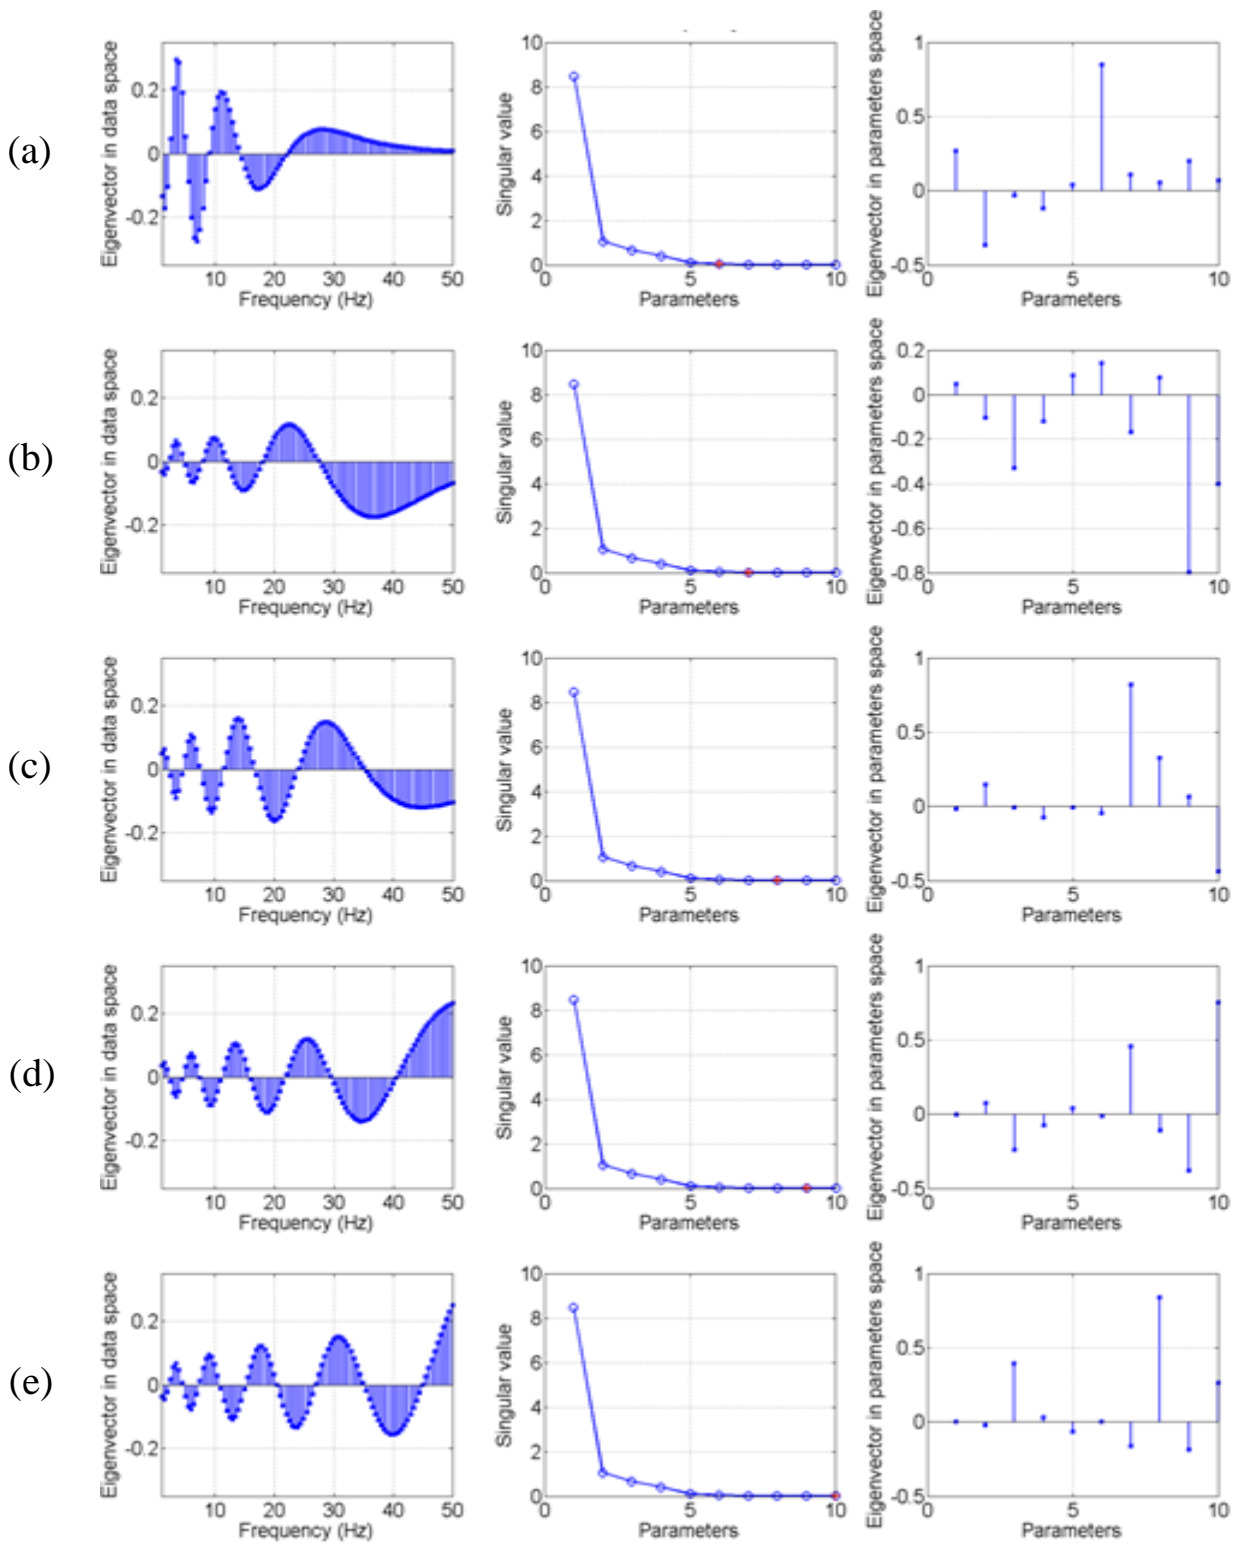 (a)
Eigenvector in data space
0.2
0
-0.2
10 20 30 40 50
Frequency (Hz)
Singular value
10
8
6
4
2
0
0 5 10
Parameters
Eigenvector in parameters space
1
0.5
0
-0.5
0 5 10
Parameters
(b)
Eigenvector in data space
0.2
0
-0.2
10 20 30 40 50
Frequency (Hz)
Singular value
10
8
6
4
2
0
0 5 10
Parameters
Eigenvector in parameters space
0.2
0
-0.2
-0.4
-0.6
-0.8
0 5 10
Parameters
(c)
Eigenvector in data space
0.2
0
-0.2
10 20 30 40 50
Frequency (Hz)
Singular value
10
8
6
4
2
0
0 5 10
Parameters
Eigenvector in parameters space
1
0.5
0
-0.5
0 5 10
Parameters
(d)
Eigenvector in data space
0.2
0
-0.2
10 20 30 40 50
Frequency (Hz)
Singular value
10
8
6
4
2
0
0 5 10
Parameters
Eigenvector in parameters space
1
0.5
0
-0.5
0 5 10
Parameters
(e)
Eigenvector in data space
0.2
0
-0.2
10 20 30 40 50
Frequency (Hz)
Singular value
10
8
6
4
2
0
0 5 10
Parameters
Eigenvector in parameters space
1
0.5
0
-0.5
0 5 10
Parameters